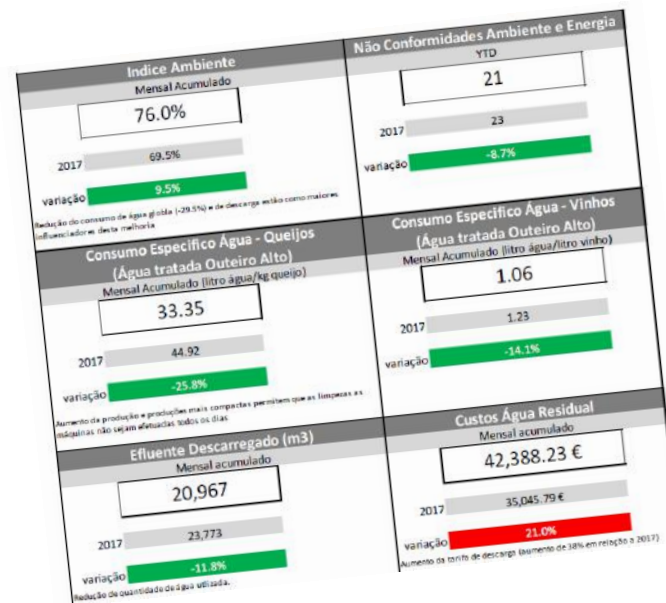 Indice Ambiente
Mensal Acumulado
76.0%
2017 69.5%
variação 9.5%
Redução do consumo de água globla (-29.5%) e de descarga estão como maiores
influenciadores desta melhoria
Não Conformidades Ambiente e Energia
YTD
21
2017 23
variação -8.7%
Consumo Especifico Água - Queijos
(Água tratada Outeiro Alto)
Mensal Acumulado (litro água/kg queijo)
33.35
2017 44.92
variação -25.8%
Aumento da produção e produções mais compactas permitem que as limpezas as
máquinas não sejam efetuadas todos os dias
Consumo Especifico Água - Vinhos
(Água tratada Outeiro Alto)
Mensal Acumulado (litro água/litro vinho)
1.06
2017 1.23
variação -14.1%
Efluente Descarregado (m3)
Mensal acumulado
20,967
2017 23,773
variação -11.8%
Redução de quantidade de água utilizada.
Custos Água Residual
Mensal acumulado
42,388.23 €
2017 35,045.79 €
variação 21.0%
Aumento da tarifa de descarga (aumento de 38% em relação a 2017)